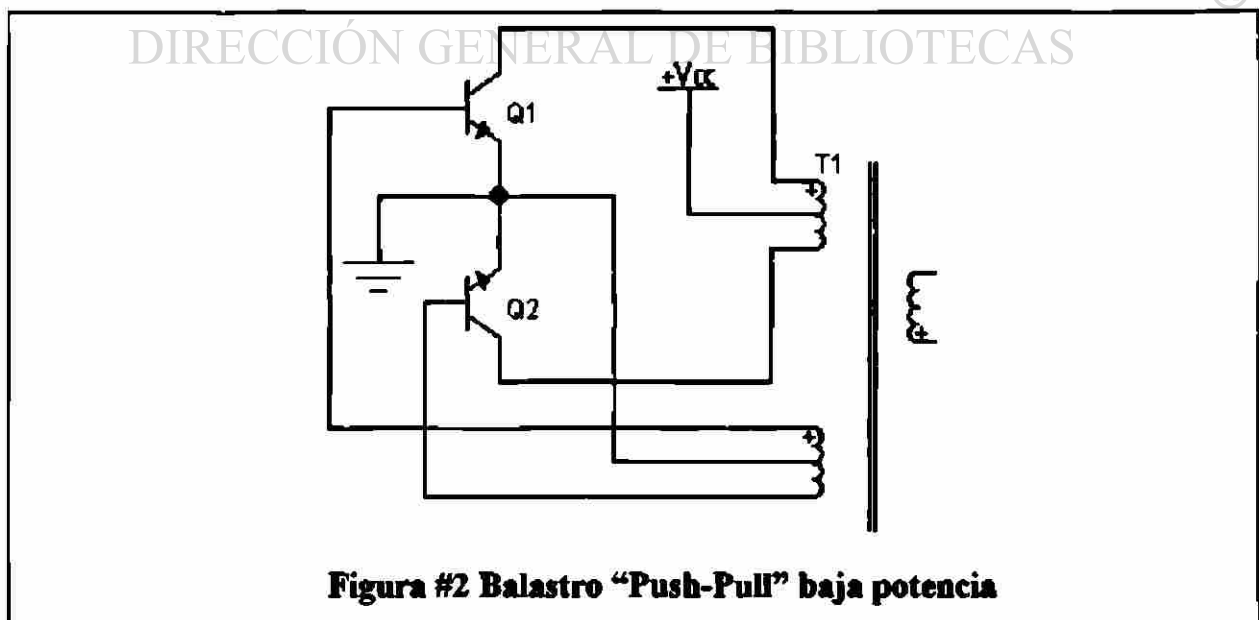 DIRECCIÓN GENERAL DE BIBLIOTECAS
+Vcc
Q1
T1
+
Q2
+
+
Figura #2 Balastro “Push-Pull” baja potencia